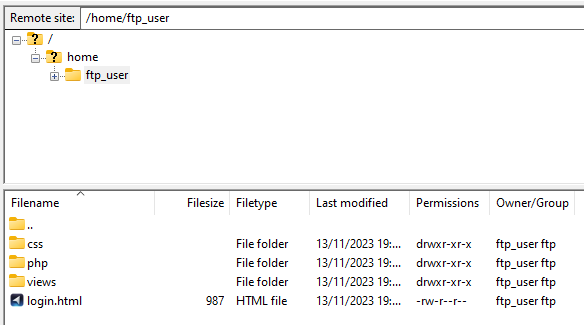 Remote site: /home/ftp_user
/
home
ftp_user
Filename Filesize Filetype Last modified Permissions Owner/Group
..
css File folder 13/11/2023 19:... drwxr-xr-x ftp_user ftp
php File folder 13/11/2023 19:... drwxr-xr-x ftp_user ftp
views File folder 13/11/2023 19:... drwxr-xr-x ftp_user ftp
login.html 987 HTML file 13/11/2023 19:... -rw-r--r-- ftp_user ftp